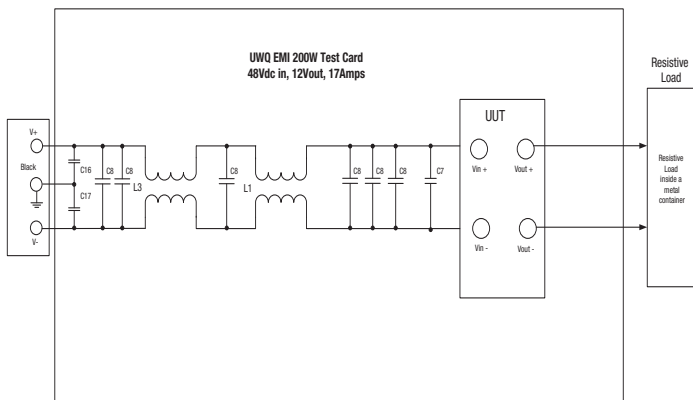 UWQ EMI 200W Test Card
48Vdc in, 12Vout, 17Amps
Resistive
Load
UUT
V+
Black
V-
C16
C17
C8
C8
L3
C8
L1
C8
C8
C8
C7
Vin +
Vout +
Vin -
Vout -
Resistive
Load
inside a
metal
container